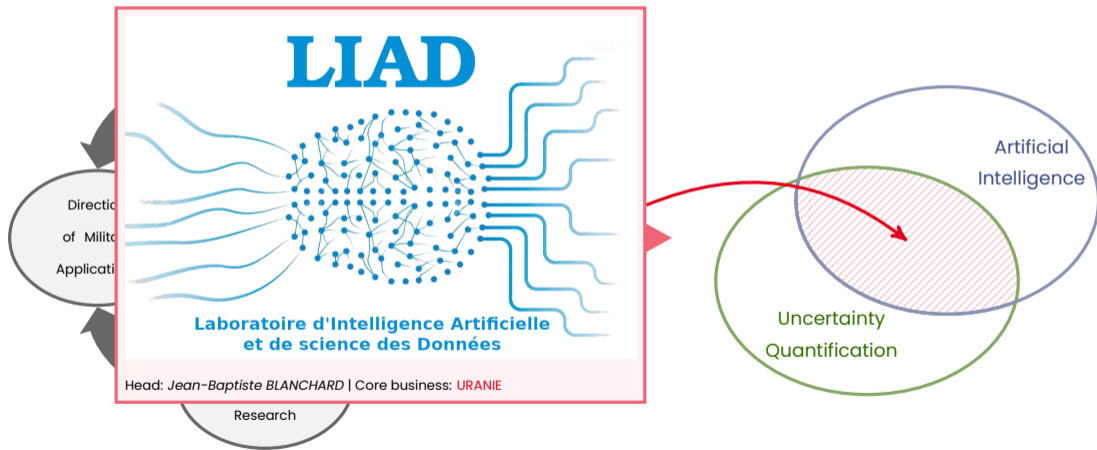 LIAD
Laboratoire d'Intelligence Artificielle
et de science des Données
Head: Jean-Baptiste BLANCHARD | Core business: URANIE
of
Research
Artificial
Intelligence
Uncertainty
Quantification